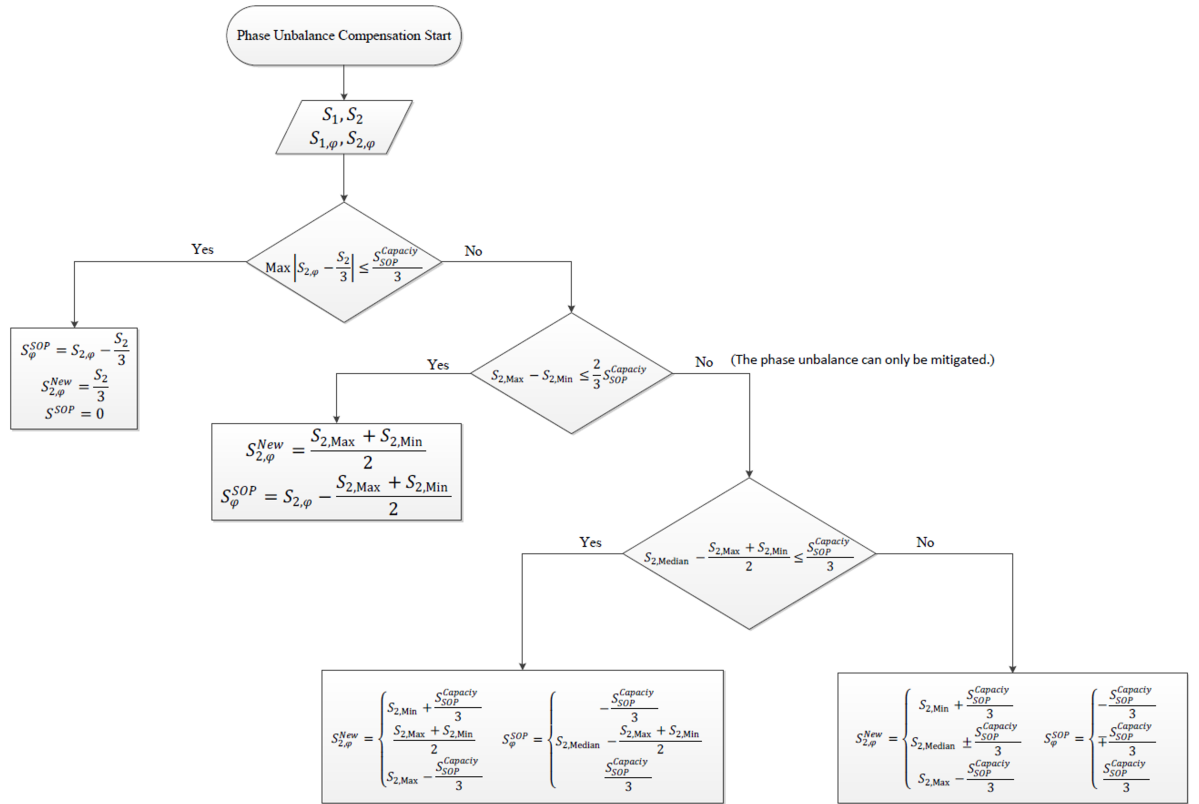 Phase Unbalance Compensation Start
S₁, S₂
S₁,φ, S₂,φ
Yes
Max |S₂,φ − S₂/3| ≤ S_SOP^Capaciy/3
No
S_φ^SOP = S₂,φ − S₂/3
S₂,φ^New = S₂/3
S^SOP = 0
Yes
S₂,Max − S₂,Min ≤ 2/3 S_SOP^Capaciy
No
(The phase unbalance can only be mitigated.)
S₂,φ^New = (S₂,Max + S₂,Min)/2
S_φ^SOP = S₂,φ − (S₂,Max + S₂,Min)/2
Yes
S₂,Median − (S₂,Max + S₂,Min)/2 ≤ S_SOP^Capaciy/3
No
S₂,φ^New = { S₂,Min + S_SOP^Capaciy/3
(S₂,Max + S₂,Min)/2
S₂,Max − S_SOP^Capaciy/3
S_φ^SOP = { − S_SOP^Capaciy/3
S₂,Median − (S₂,Max + S₂,Min)/2
S_SOP^Capaciy/3
S₂,φ^New = { S₂,Min + S_SOP^Capaciy/3
S₂,Median ± S_SOP^Capaciy/3
S₂,Max − S_SOP^Capaciy/3
S_φ^SOP = { − S_SOP^Capaciy/3
∓ S_SOP^Capaciy/3
S_SOP^Capaciy/3